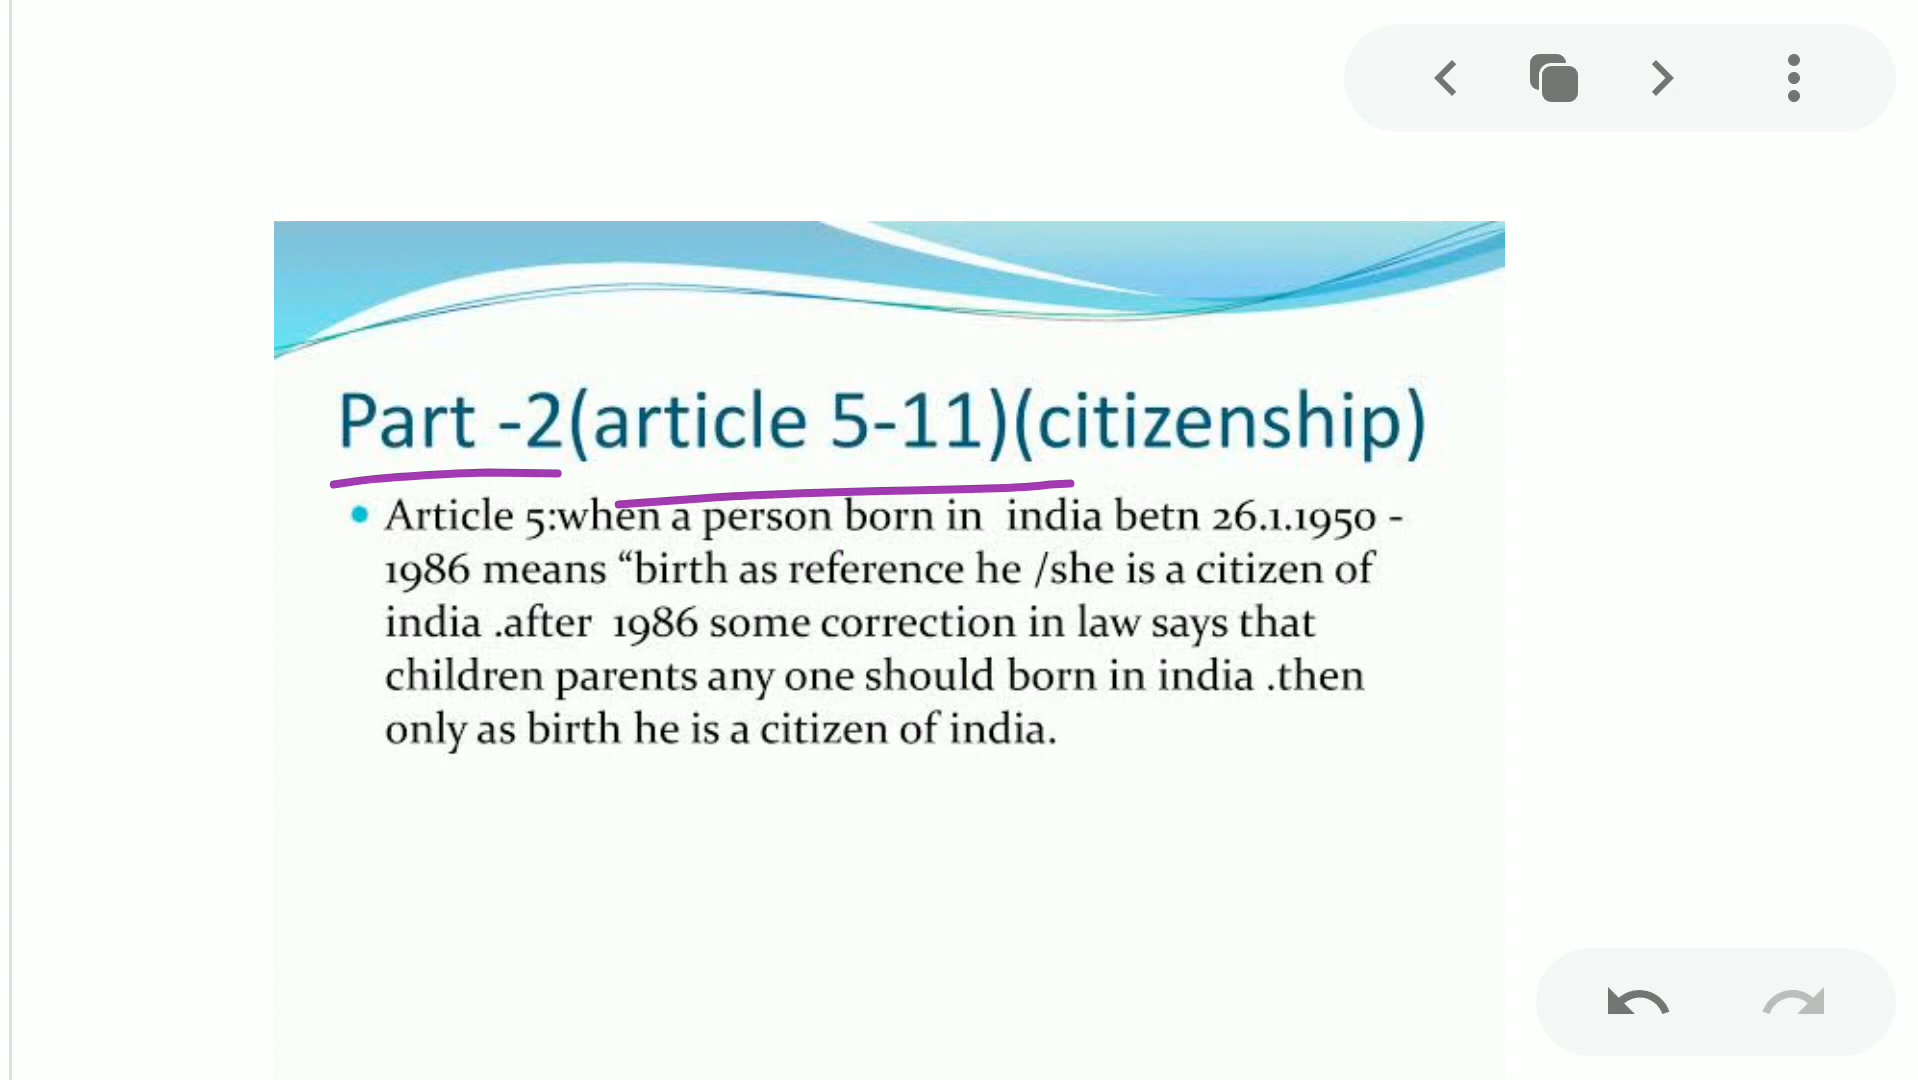 Part -2(article 5-11)(citizenship)
Article 5:when a person born in india betn 26.1.1950 -
1986 means “birth as reference he /she is a citizen of
india .after 1986 some correction in law says that
children parents any one should born in india .then
only as birth he is a citizen of india.